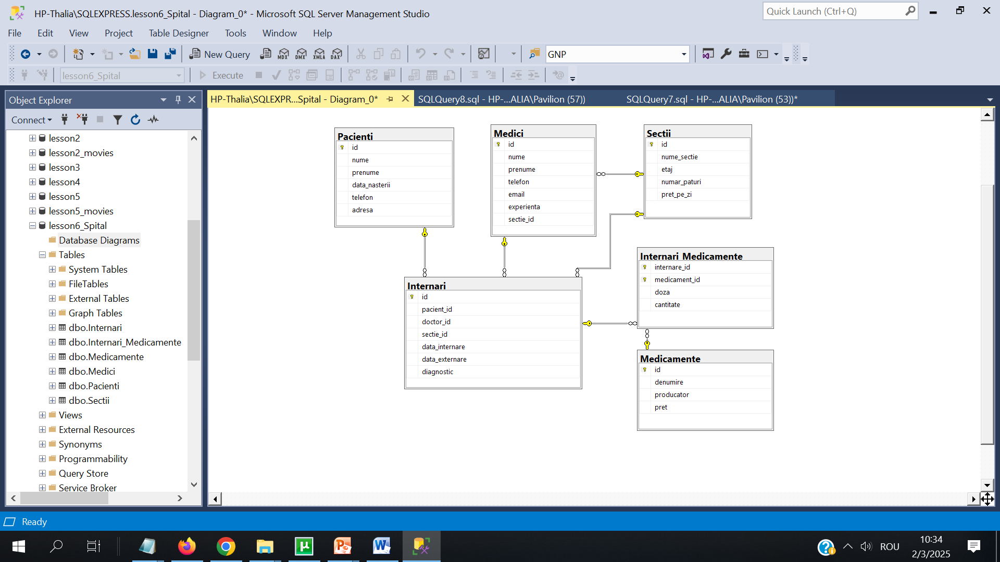 HP-Thalia\SQLEXPRESS.lesson6_Spital - Diagram_0* - Microsoft SQL Server Management Studio
Quick Launch (Ctrl+Q)
File Edit View Project Table Designer Tools Window Help
New Query
MDX
DMX
XMLA
DAX
GNP
lesson6_Spital
Execute
Object Explorer
HP-Thalia\SQLEXPR...Spital - Diagram_0*
SQLQuery8.sql - HP-...ALIA\Pavilion (57))
SQLQuery7.sql - HP-...ALIA\Pavilion (53))*
Connect
lesson2
lesson2_movies
lesson3
lesson4
lesson5
lesson5_movies
lesson6_Spital
Database Diagrams
Tables
System Tables
FileTables
External Tables
Graph Tables
dbo.Internari
dbo.Internari_Medicamente
dbo.Medicamente
dbo.Medici
dbo.Pacienti
dbo.Sectii
Views
External Resources
Synonyms
Programmability
Query Store
Service Broker
Pacienti
id
nume
prenume
data_nasterii
telefon
adresa
Medici
id
nume
prenume
telefon
email
experienta
sectie_id
Sectii
id
nume_sectie
etaj
numar_paturi
pret_pe_zi
Internari
id
pacient_id
doctor_id
sectie_id
data_internare
data_externare
diagnostic
Internari_Medicamente
internare_id
medicament_id
doza
cantitate
Medicamente
id
denumire
producator
pret
Ready
ROU
10:34
2/3/2025